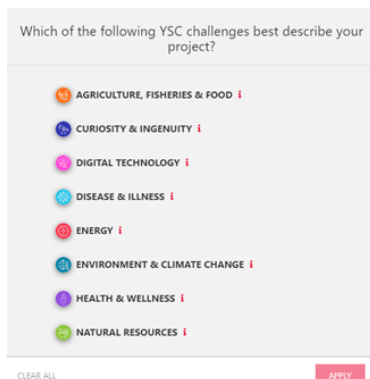 Which of the following YSC challenges best describe your
project?
AGRICULTURE, FISHERIES & FOOD i
CURIOSITY & INGENUITY i
DIGITAL TECHNOLOGY i
DISEASE & ILLNESS i
ENERGY i
ENVIRONMENT & CLIMATE CHANGE i
HEALTH & WELLNESS i
NATURAL RESOURCES i
CLEAR ALL
APPLY